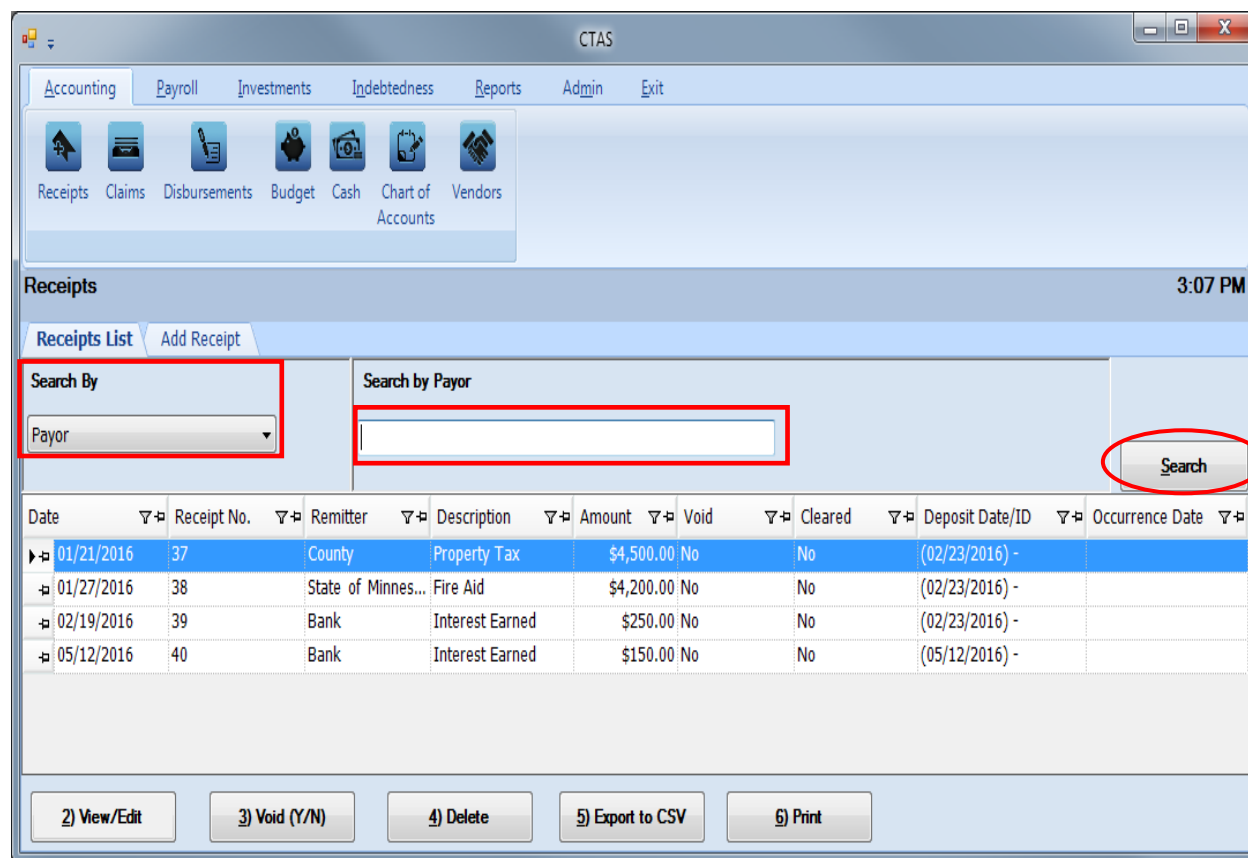 CTAS
X
Accounting Payroll Investments Indebtedness Reports Admin Exit
Receipts Claims Disbursements Budget Cash Chart of Accounts Vendors
Receipts 3:07 PM
Receipts List Add Receipt
Search By Search by Payor
Payor
Search
Date Receipt No. Remitter Description Amount Void Cleared Deposit Date/ID Occurrence Date
01/21/2016 37 County Property Tax $4,500.00 No No (02/23/2016) -
01/27/2016 38 State of Minnes... Fire Aid $4,200.00 No No (02/23/2016) -
02/19/2016 39 Bank Interest Earned $250.00 No No (02/23/2016) -
05/12/2016 40 Bank Interest Earned $150.00 No No (05/12/2016) -
2) View/Edit 3) Void (Y/N) 4) Delete 5) Export to CSV 6) Print